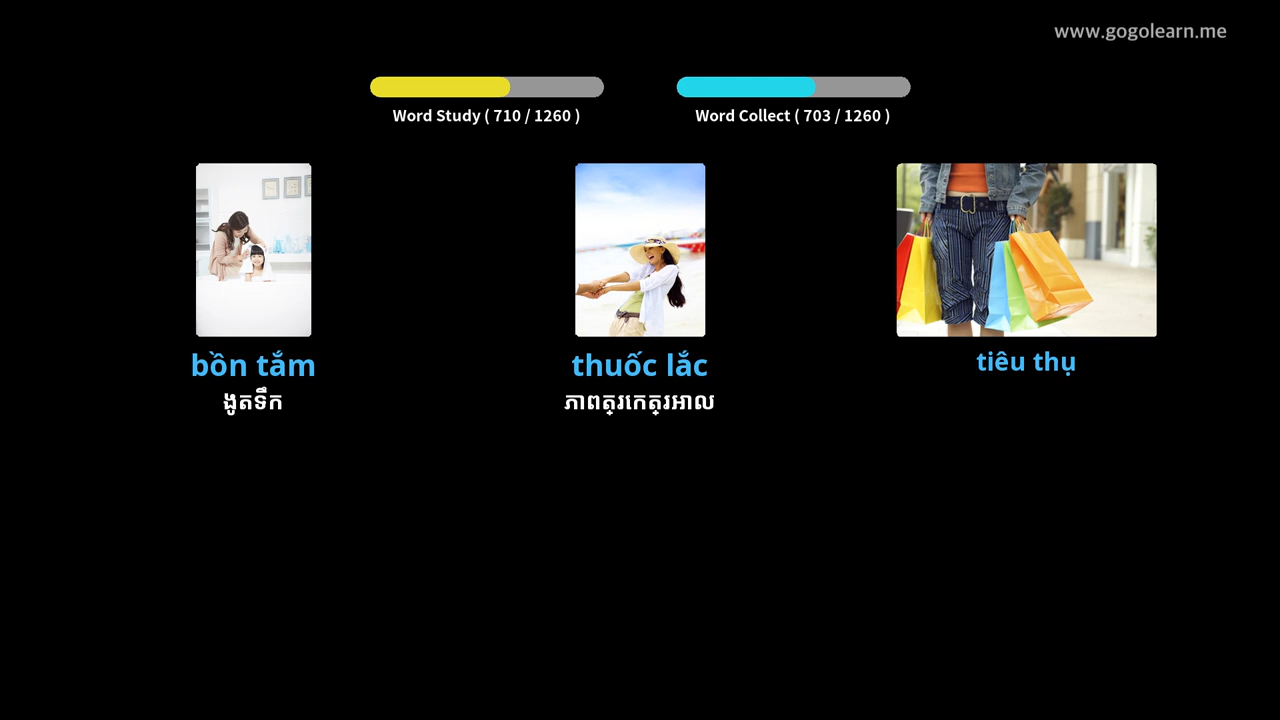 www.gogolearn.me
Word Study ( 710 / 1260 )
Word Collect ( 703 / 1260 )
bồn tắm
ងូតទឹក
thuốc lắc
ភាពត្រេកត្រអាល
tiêu thụ